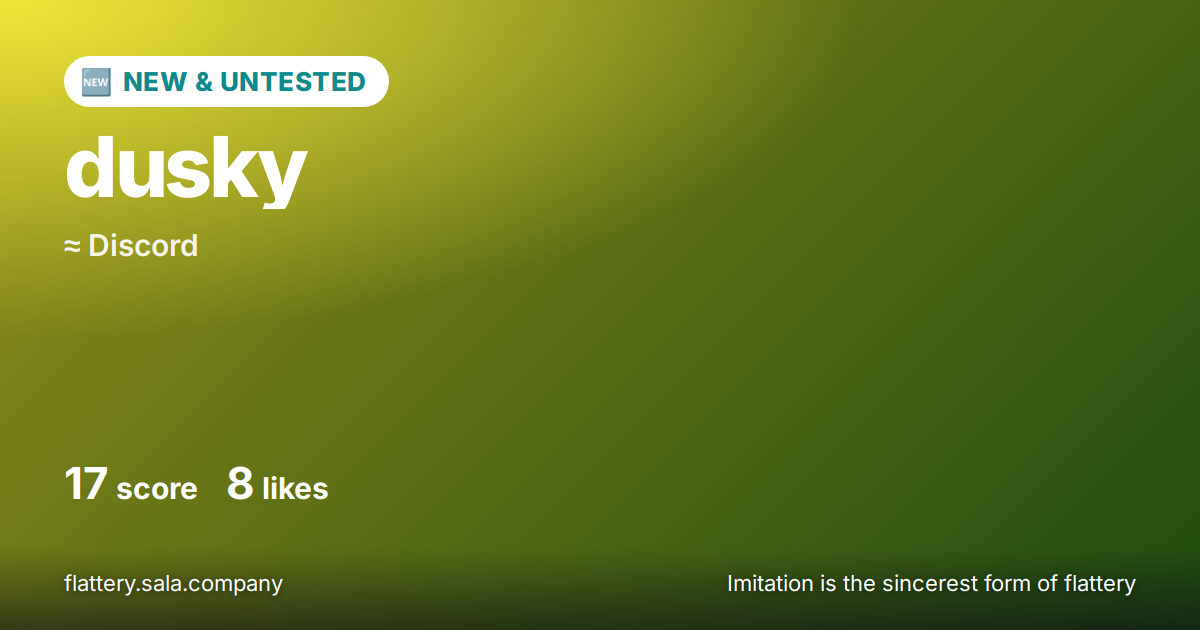 🆕 NEW & UNTESTED
dusky
≈ Discord
17 score 8 likes
flattery.sala.company
Imitation is the sincerest form of flattery